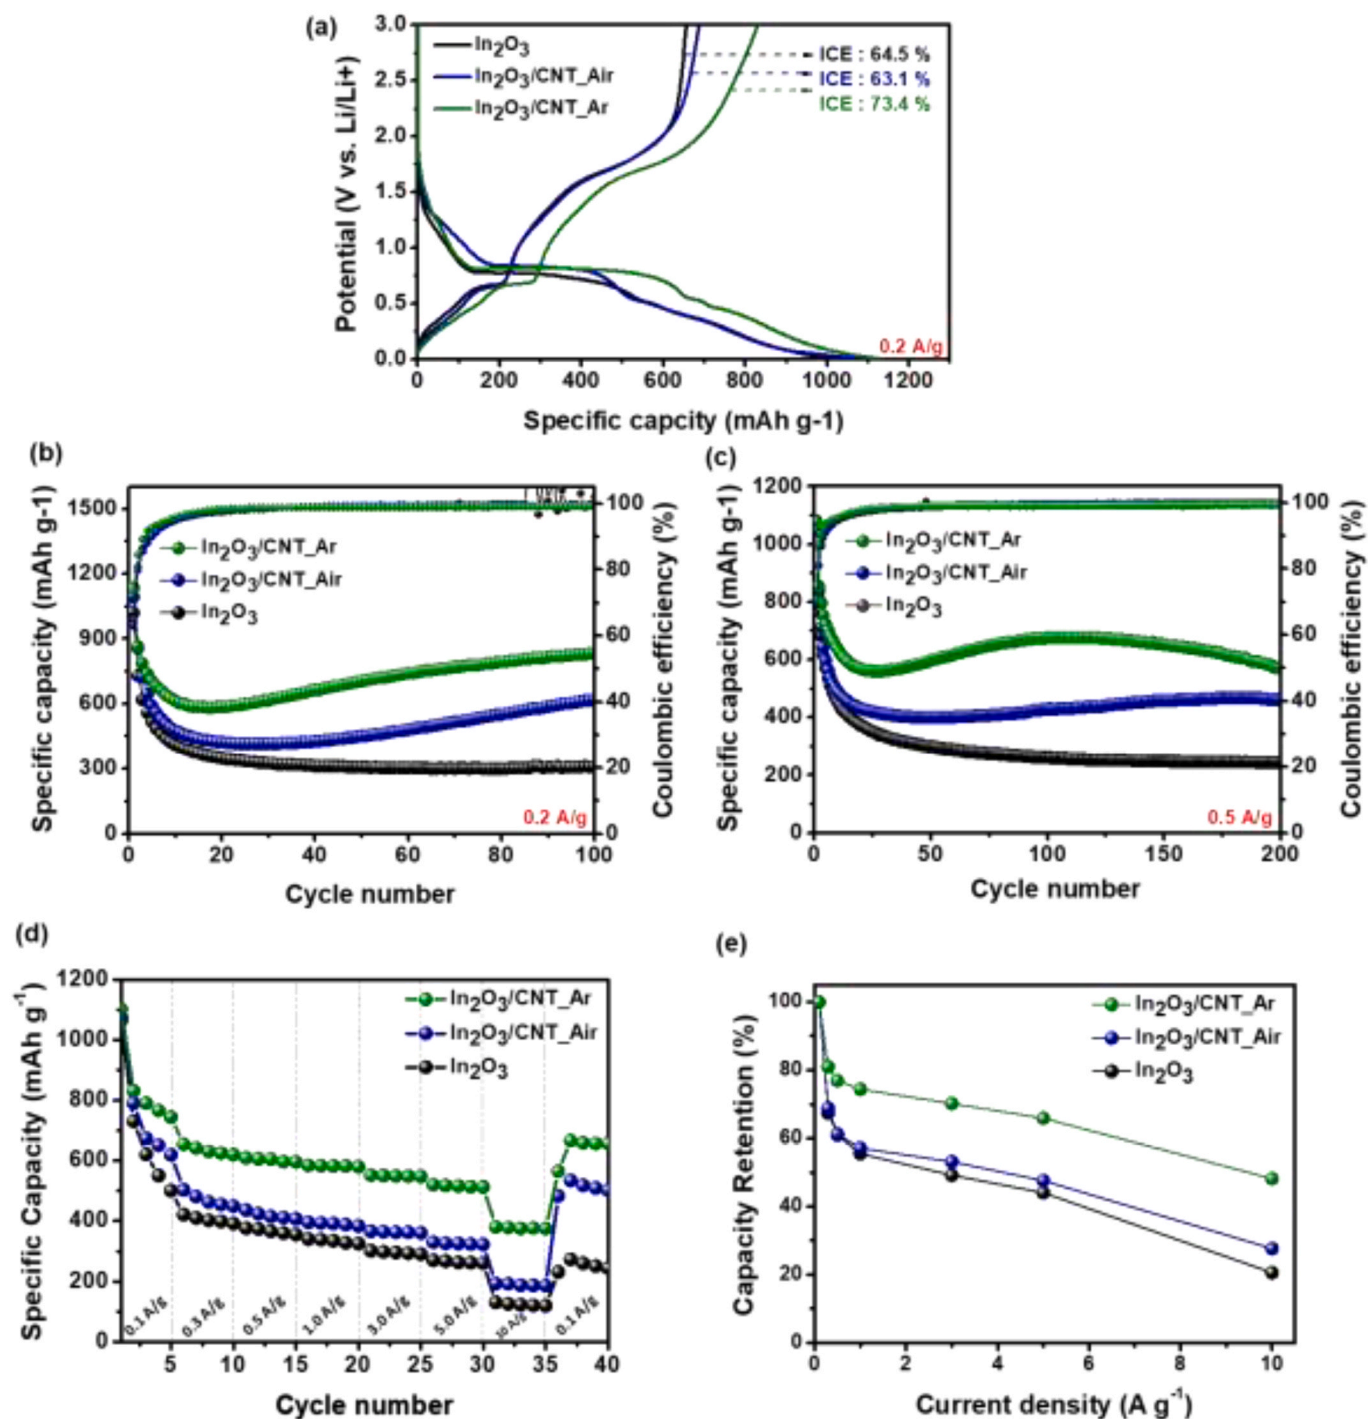 (a)
3.0
2.5
2.0
1.5
1.0
0.5
0.0
Potential (V vs. Li/Li+)
In2O3
In2O3/CNT_Air
In2O3/CNT_Ar
ICE : 64.5 %
ICE : 63.1 %
ICE : 73.4 %
0.2 A/g
0 200 400 600 800 1000 1200
Specific capcity (mAh g-1)
(b)
1500
1200
900
600
300
0
Specific capacity (mAh g-1)
In2O3/CNT_Ar
In2O3/CNT_Air
In2O3
0.2 A/g
100
80
60
40
20
0
Coulombic efficiency (%)
0 20 40 60 80 100
Cycle number
(c)
1200
1000
800
600
400
200
0
Specific capacity (mAh g-1)
In2O3/CNT_Ar
In2O3/CNT_Air
In2O3
0.5 A/g
100
80
60
40
20
0
Coulombic efficiency (%)
0 50 100 150 200
Cycle number
(d)
1200
1000
800
600
400
200
0
Specific Capacity (mAh g-1)
In2O3/CNT_Ar
In2O3/CNT_Air
In2O3
0.1 A/g 0.3 A/g 0.5 A/g 1.0 A/g 3.0 A/g 5.0 A/g 10 A/g 0.1 A/g
5 10 15 20 25 30 35 40
Cycle number
(e)
100
80
60
40
20
0
Capacity Retention (%)
In2O3/CNT_Ar
In2O3/CNT_Air
In2O3
0 2 4 6 8 10
Current density (A g-1)